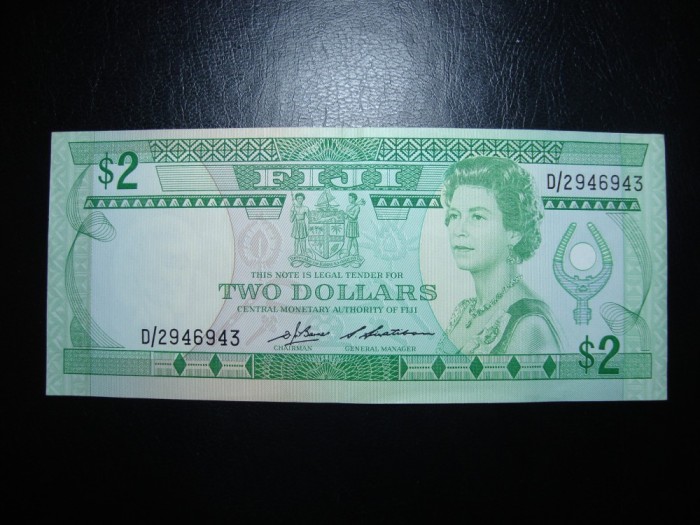 $2
FIJI
D/2946943
THIS NOTE IS LEGAL TENDER FOR
TWO DOLLARS
CENTRAL MONETARY AUTHORITY OF FIJI
D/2946943
CHAIRMAN GENERAL MANAGER
$2